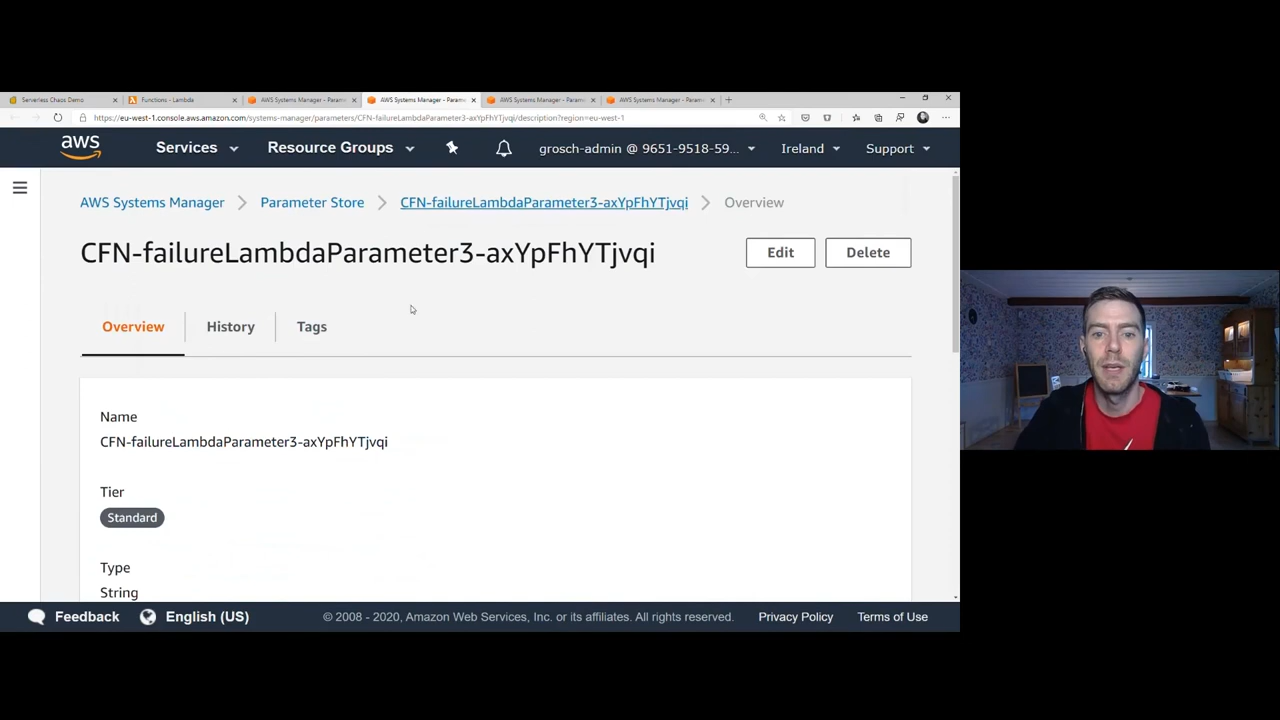 Serverless Chaos Demo
Functions - Lambda
AWS Systems Manager - Parame
AWS Systems Manager - Parame
AWS Systems Manager - Parame
AWS Systems Manager - Parame
https://eu-west-1.console.aws.amazon.com/systems-manager/parameters/CFN-failureLambdaParameter3-axYpFhYTjvqi/description?region=eu-west-1
aws
Services
Resource Groups
grosch-admin @ 9651-9518-59...
Ireland
Support
AWS Systems Manager
Parameter Store
CFN-failureLambdaParameter3-axYpFhYTjvqi
Overview
CFN-failureLambdaParameter3-axYpFhYTjvqi
Edit
Delete
Overview
History
Tags
Name
CFN-failureLambdaParameter3-axYpFhYTjvqi
Tier
Standard
Type
String
Feedback
English (US)
© 2008 - 2020, Amazon Web Services, Inc. or its affiliates. All rights reserved.
Privacy Policy
Terms of Use